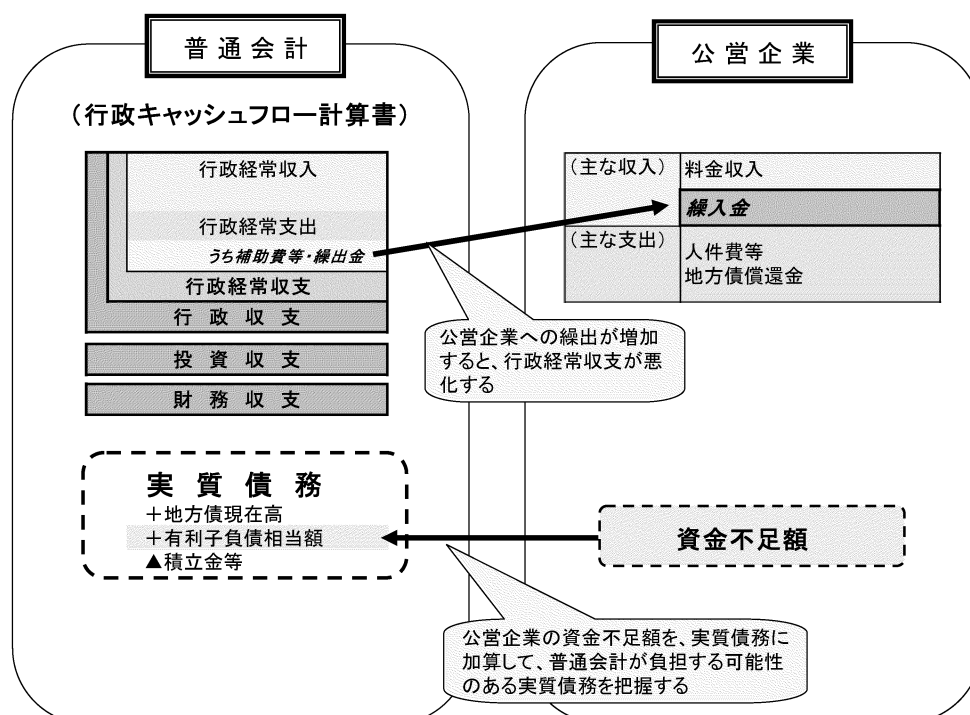 普通会計
(行政キャッシュフロー計算書)
行政経常収入
行政経常支出
うち補助費等・繰出金
行政経常収支
行政収支
投資収支
財務収支
実質債務
＋地方債現在高
＋有利子負債相当額
▲積立金等
公営企業
(主な収入) 料金収入
繰入金
(主な支出)
人件費等
地方債償還金
公営企業への繰出が増加
すると、行政経常収支が悪
化する
資金不足額
公営企業の資金不足額を、実質債務に
加算して、普通会計が負担する可能性
のある実質債務を把握する